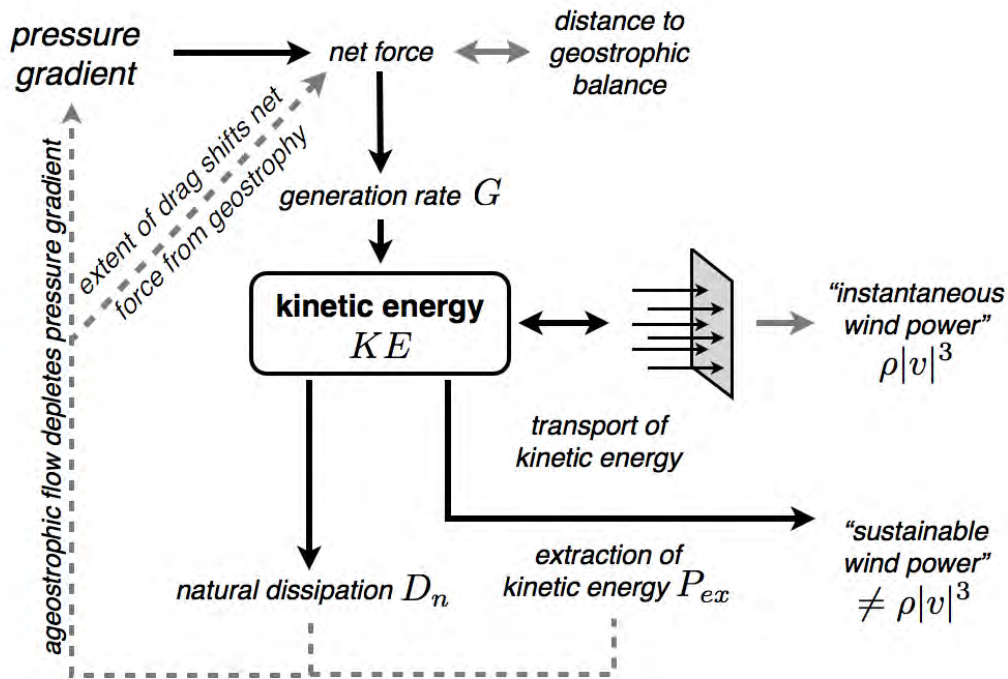 pressure
gradient
net force
distance to
geostrophic
balance
extent of drag shifts net
force from geostrophy
ageostrophic flow depletes pressure gradient
generation rate G
kinetic energy
KE
"instantaneous
wind power"
ρ|v|³
transport of
kinetic energy
"sustainable
wind power"
≠ ρ|v|³
natural dissipation Dₙ
extraction of
kinetic energy Pₑₓ